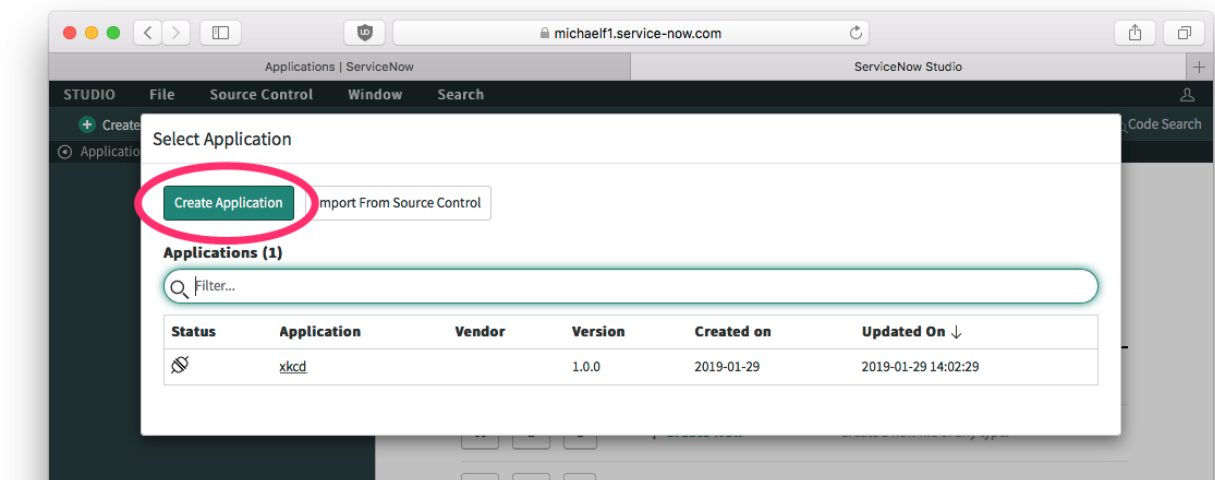 michaelf1.service-now.com
Applications | ServiceNow
ServiceNow Studio
STUDIO File Source Control Window Search
Create
Code Search
Applicatio
Select Application
Create Application
mport From Source Control
Applications (1)
Filter...
Status Application Vendor Version Created on Updated On
xkcd 1.0.0 2019-01-29 2019-01-29 14:02:29